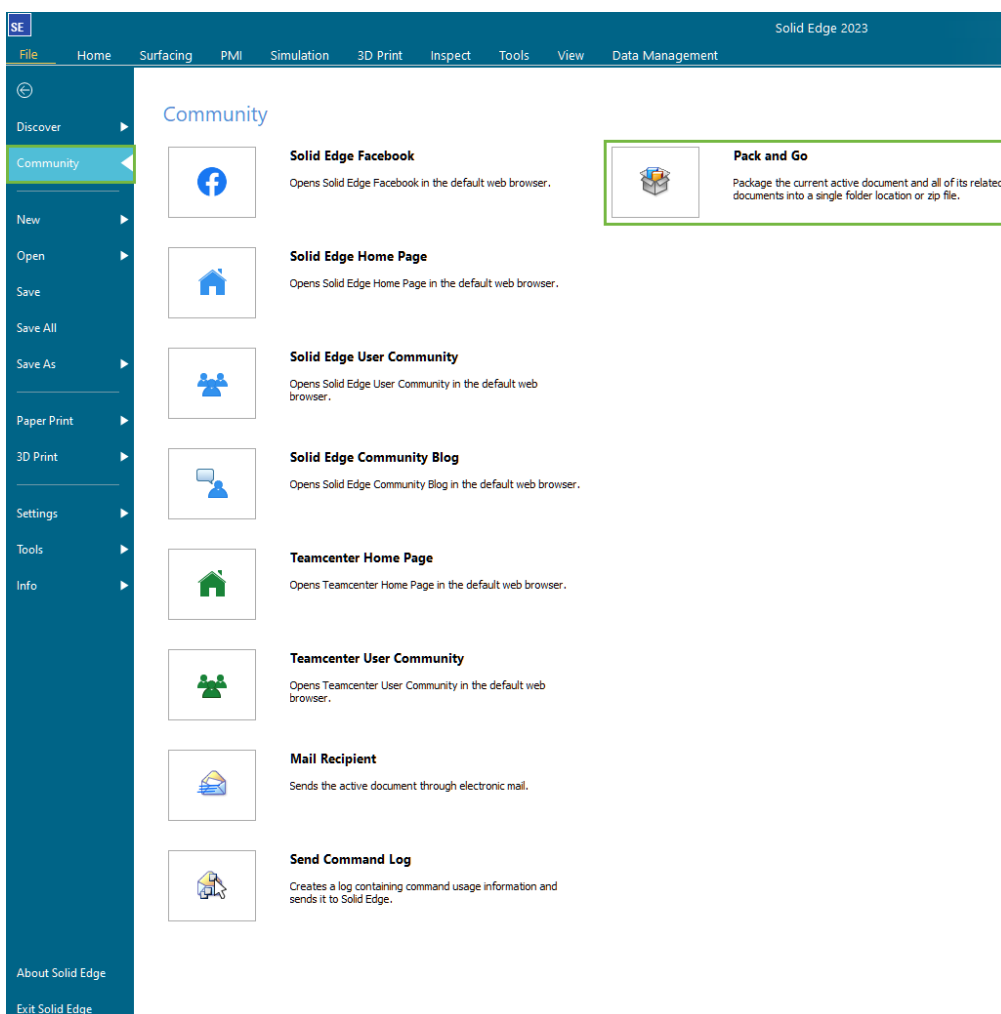 SE
Solid Edge 2023
File Home Surfacing PMI Simulation 3D Print Inspect Tools View Data Management
Discover
Community
New
Open
Save
Save All
Save As
Paper Print
3D Print
Settings
Tools
Info
About Solid Edge
Exit Solid Edge
Community
Solid Edge Facebook
Opens Solid Edge Facebook in the default web browser.
Solid Edge Home Page
Opens Solid Edge Home Page in the default web browser.
Solid Edge User Community
Opens Solid Edge User Community in the default web
browser.
Solid Edge Community Blog
Opens Solid Edge Community Blog in the default web browser.
Teamcenter Home Page
Opens Teamcenter Home Page in the default web browser.
Teamcenter User Community
Opens Teamcenter User Community in the default web
browser.
Mail Recipient
Sends the active document through electronic mail.
Send Command Log
Creates a log containing command usage information and
sends it to Solid Edge.
Pack and Go
Package the current active document and all of its related
documents into a single folder location or zip file.